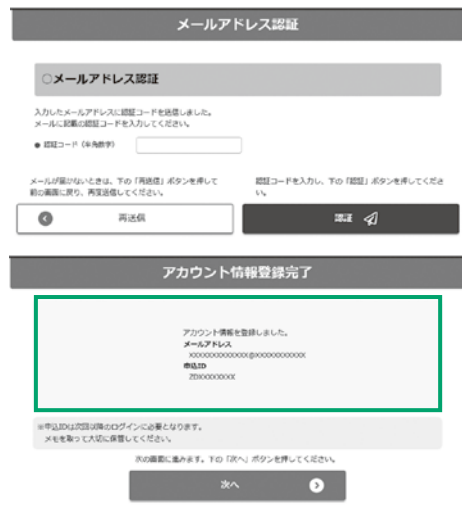 メールアドレス認証
○メールアドレス認証
入力したメールアドレスに認証コードを送信しました。
メールに記載の認証コードを入力してください。
● 認証コード（半角数字）
メールが届かないときは、下の「再送信」ボタンを押して
前の画面に戻り、再度送信してください。
認証コードを入力し、下の「認証」ボタンを押してくださ
い。
再送信
認証
アカウント情報登録完了
アカウント情報を登録しました。
メールアドレス
XXXXXXXXXXXXX@XXXXXXXXXXX
申込ID
ZDXXXXXXXX
※申込IDは次回以降のログインに必要となります。
メモを取って大切に保管してください。
次の画面に進みます。下の「次へ」ボタンを押してください。
次へ